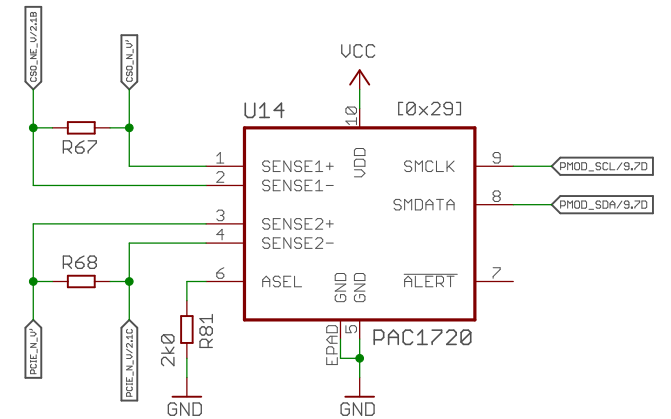 CSO_NE_V/2.1B
CSO_N_V'
R67
VCC
U14
[0x29]
10
VDD
1
SENSE1+
2
SENSE1-
3
SENSE2+
4
SENSE2-
6
ASEL
SMCLK
9
PMOD_SCL/9.7D
SMDATA
8
PMOD_SDA/9.7D
ALERT
7
GND
GND
R68
PCIE_N_V'
PCIE_N_V/2.1C
2k0
R81
GND
EPAD
5
PAC1720
GND